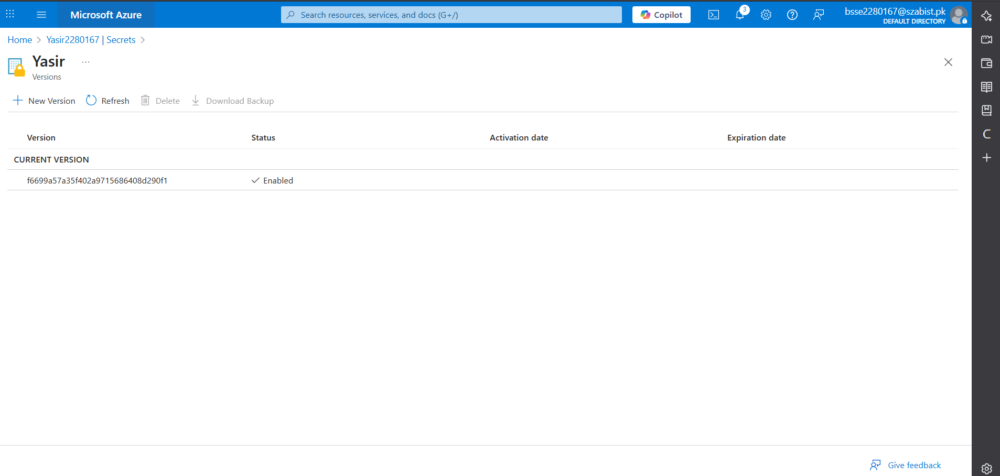 Microsoft Azure
Search resources, services, and docs (G+/)
Copilot
3
bsse2280167@szabist.pk
DEFAULT DIRECTORY
Home > Yasir2280167 | Secrets >
Yasir ...
Versions
New Version Refresh Delete Download Backup
Version Status Activation date Expiration date
CURRENT VERSION
f6699a57a35f402a9715686408d290f1 Enabled
Give feedback